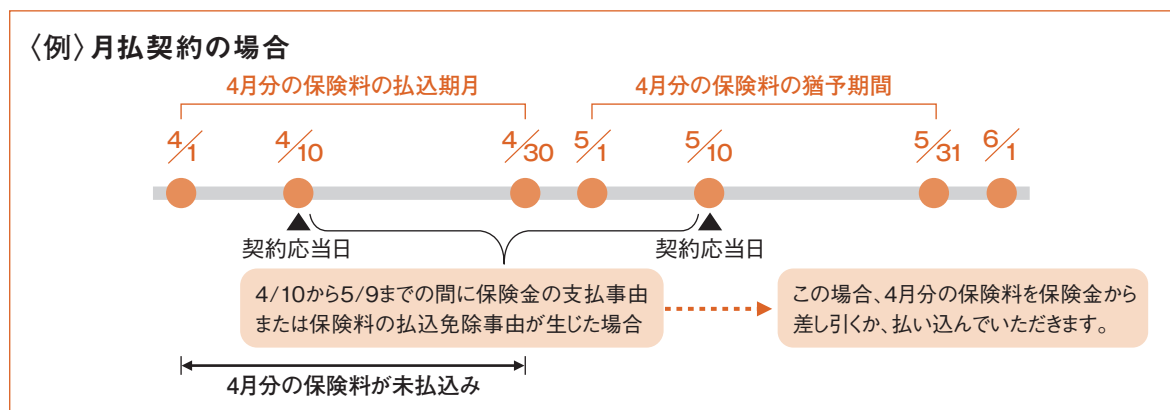 〈例〉月払契約の場合
4月分の保険料の払込期月
4月分の保険料の猶予期間
4/1
4/10
4/30
5/1
5/10
5/31
6/1
契約応当日
契約応当日
4/10から5/9までの間に保険金の支払事由
または保険料の払込免除事由が生じた場合
この場合、4月分の保険料を保険金から
差し引くか、払い込んでいただきます。
4月分の保険料が未払込み